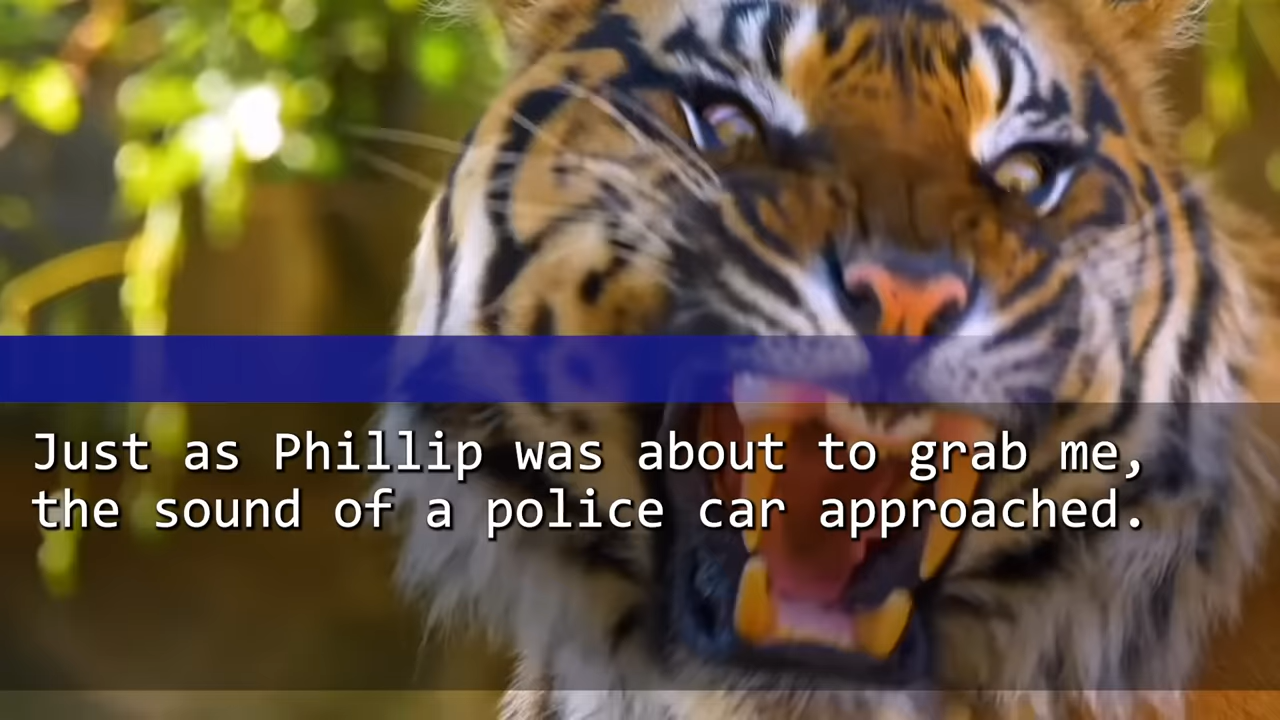 Just as Phillip was about to grab me,
the sound of a police car approached.